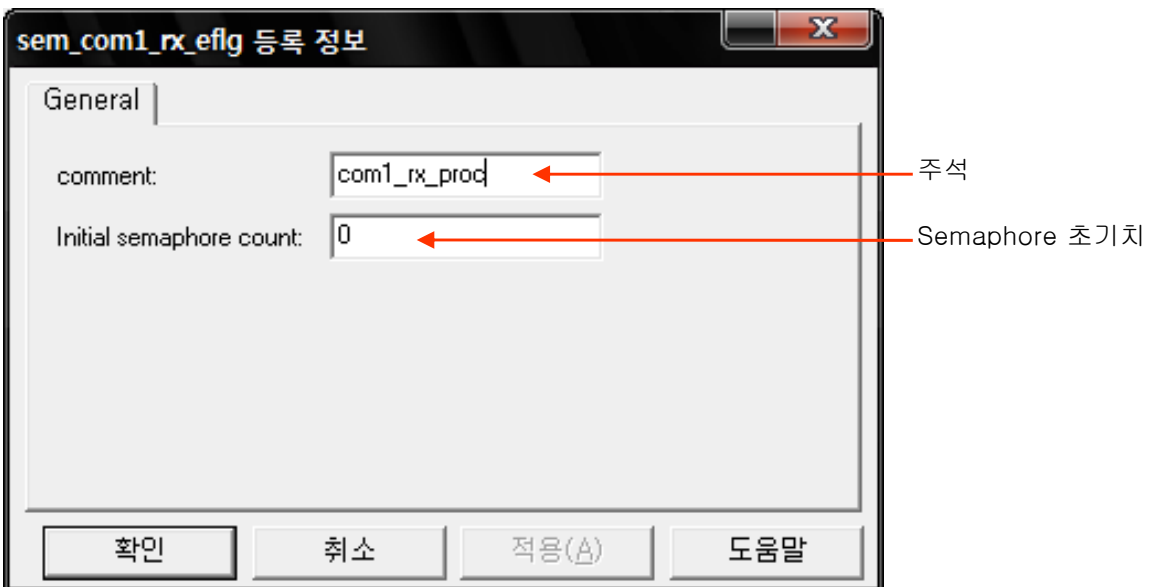 sem_com1_rx_eflg 등록 정보
General
comment: com1_rx_proc 주석
Initial semaphore count: 0 Semaphore 초기치
확인 취소 적용(A) 도움말